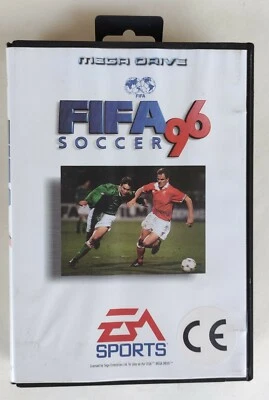 MEGA DRIVE
FIFA
FIFA 96
SOCCER
EA
SPORTS
CE